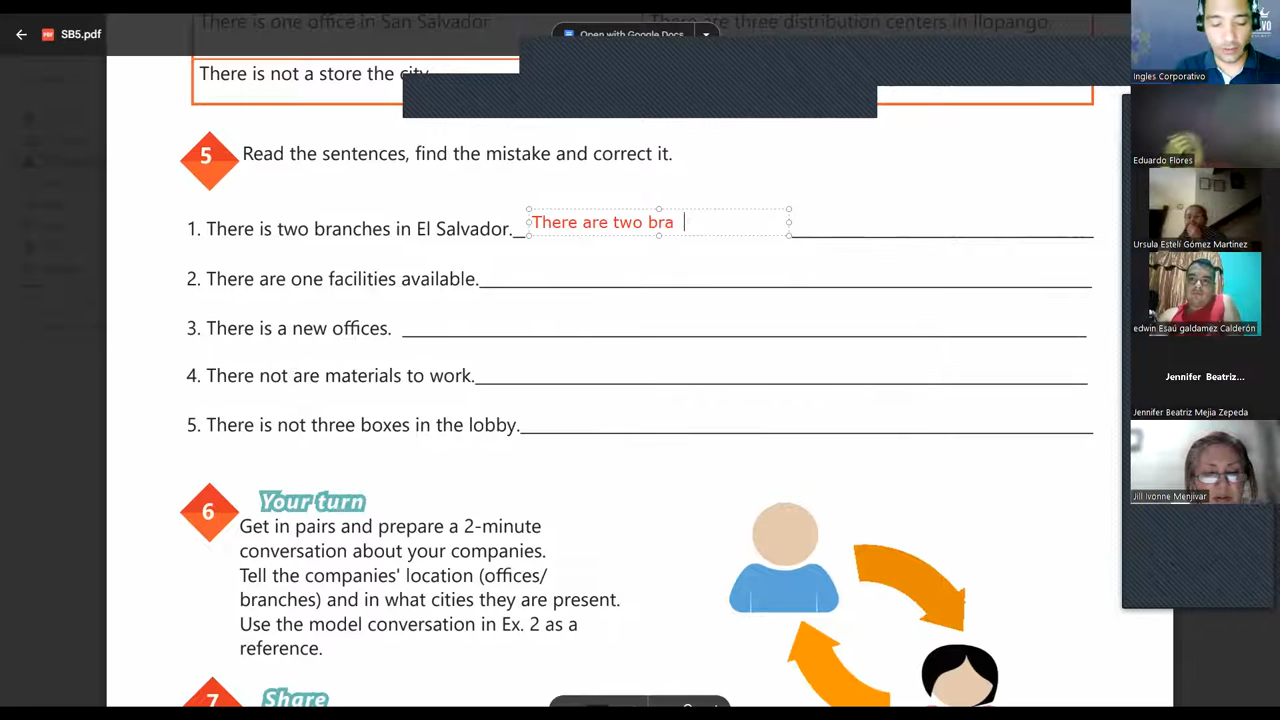 There is one office in San Salvador
There are three distribution centers in Ilopango.
SB5.pdf
Open with Google Docs
There is not a store the city
Ingles Corporativo
5
Read the sentences, find the mistake and correct it.
Eduardo Flores
1. There is two branches in El Salvador. There are two bra
Ursula Estelí Gómez Martinez
2. There are one facilities available.
3. There is a new offices.
edwin Esaú galdamez Calderón
4. There not are materials to work.
Jennifer Beatriz...
Jennifer Beatriz Mejia Zepeda
5. There is not three boxes in the lobby.
Jill Ivonne Menjivar
6
Your turn
Get in pairs and prepare a 2-minute
conversation about your companies.
Tell the companies' location (offices/
branches) and in what cities they are present.
Use the model conversation in Ex. 2 as a
reference.
7
Share